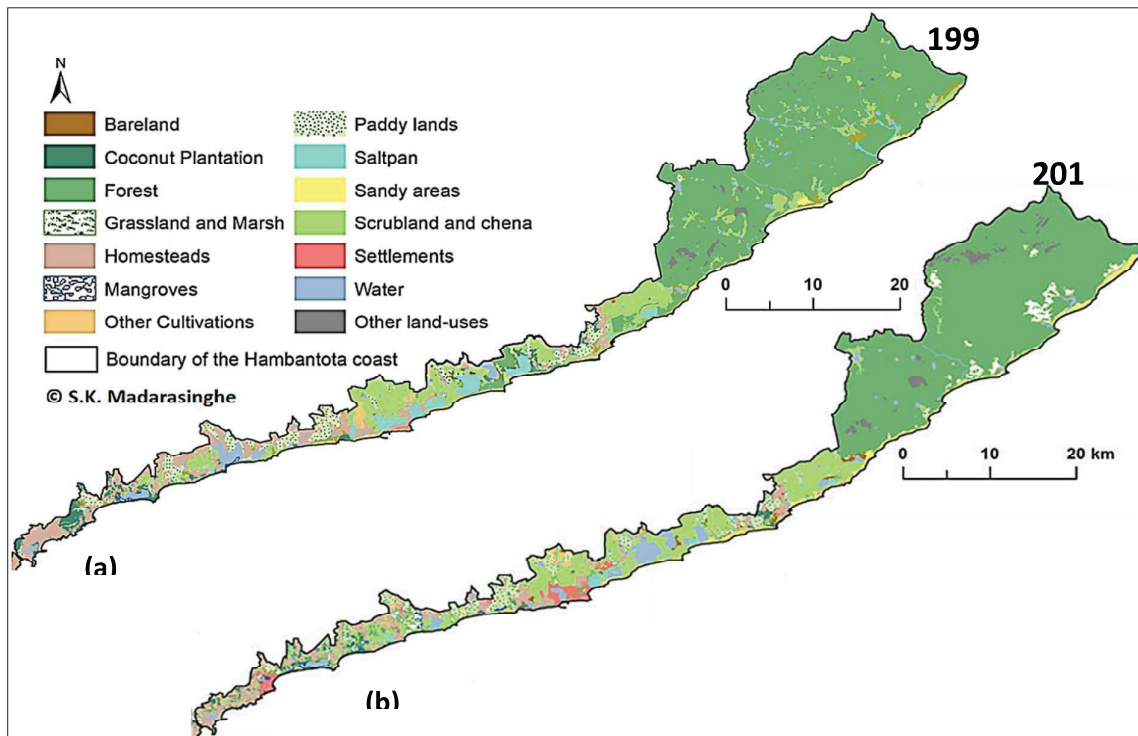 199
N
Bareland
Coconut Plantation
Forest
Grassland and Marsh
Homesteads
Mangroves
Other Cultivations
Paddy lands
Saltpan
Sandy areas
Scrubland and chena
Settlements
Water
Other land-uses
Boundary of the Hambantota coast
© S.K. Madarasinghe
0 10 20
201
0 10 20 km
(a)
(b)